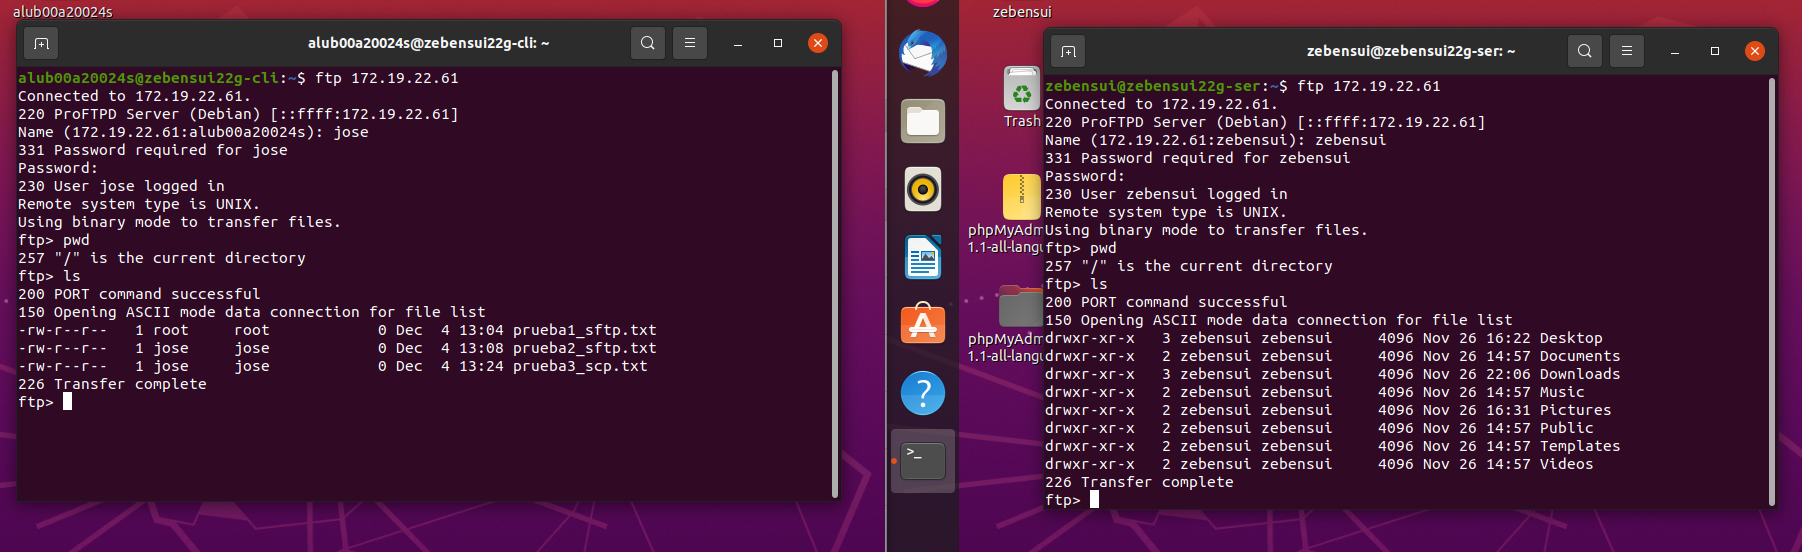 alub00a20024s
alub00a20024s@zebensui22g-cli: ~
alub00a20024s@zebensui22g-cli:~$ ftp 172.19.22.61
Connected to 172.19.22.61.
220 ProFTPD Server (Debian) [::ffff:172.19.22.61]
Name (172.19.22.61:alub00a20024s): jose
331 Password required for jose
Password:
230 User jose logged in
Remote system type is UNIX.
Using binary mode to transfer files.
ftp> pwd
257 "/" is the current directory
ftp> ls
200 PORT command successful
150 Opening ASCII mode data connection for file list
-rw-r--r--   1 root     root            0 Dec  4 13:04 prueba1_sftp.txt
-rw-r--r--   1 jose     jose            0 Dec  4 13:08 prueba2_sftp.txt
-rw-r--r--   1 jose     jose            0 Dec  4 13:24 prueba3_scp.txt
226 Transfer complete
ftp>
>_
zebensui
Trash
phpMyAdm
1.1-all-langu
phpMyAdm
1.1-all-langu
zebensui@zebensui22g-ser: ~
zebensui@zebensui22g-ser:~$ ftp 172.19.22.61
Connected to 172.19.22.61.
220 ProFTPD Server (Debian) [::ffff:172.19.22.61]
Name (172.19.22.61:zebensui): zebensui
331 Password required for zebensui
Password:
230 User zebensui logged in
Remote system type is UNIX.
Using binary mode to transfer files.
ftp> pwd
257 "/" is the current directory
ftp> ls
200 PORT command successful
150 Opening ASCII mode data connection for file list
drwxr-xr-x   3 zebensui zebensui     4096 Nov 26 16:22 Desktop
drwxr-xr-x   2 zebensui zebensui     4096 Nov 26 14:57 Documents
drwxr-xr-x   3 zebensui zebensui     4096 Nov 26 22:06 Downloads
drwxr-xr-x   2 zebensui zebensui     4096 Nov 26 14:57 Music
drwxr-xr-x   2 zebensui zebensui     4096 Nov 26 16:31 Pictures
drwxr-xr-x   2 zebensui zebensui     4096 Nov 26 14:57 Public
drwxr-xr-x   2 zebensui zebensui     4096 Nov 26 14:57 Templates
drwxr-xr-x   2 zebensui zebensui     4096 Nov 26 14:57 Videos
226 Transfer complete
ftp>